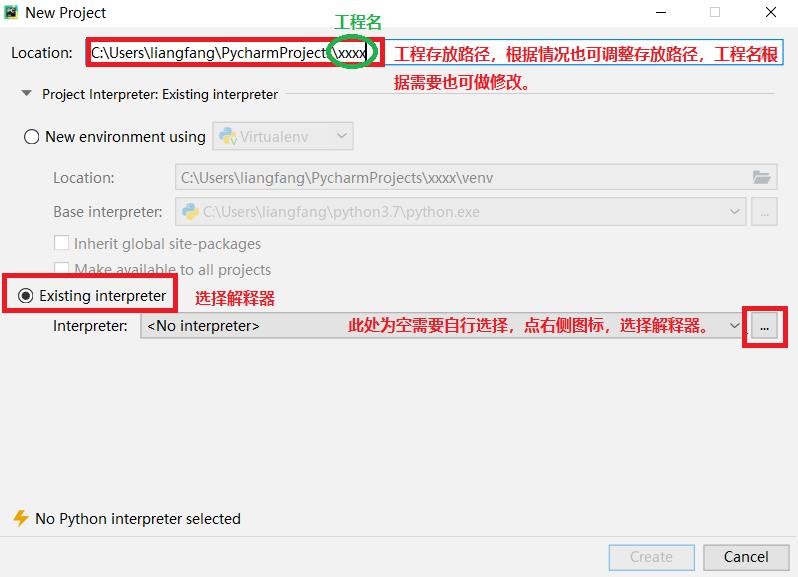 New Project
工程名
Location: C:\Users\liangfang\PycharmProject\xxxx 工程存放路径，根据情况也可调整存放路径，工程名根
据需要也可做修改。
Project Interpreter: Existing interpreter
New environment using Virtualenv
Location: C:\Users\liangfang\PycharmProjects\xxxx\venv
Base interpreter: C:\Users\liangfang\python3.7\python.exe ...
Inherit global site-packages
Make available to all projects
Existing interpreter 选择解释器
Interpreter: <No interpreter> 此处为空需要自行选择，点右侧图标，选择解释器。 ...
No Python interpreter selected
Create Cancel